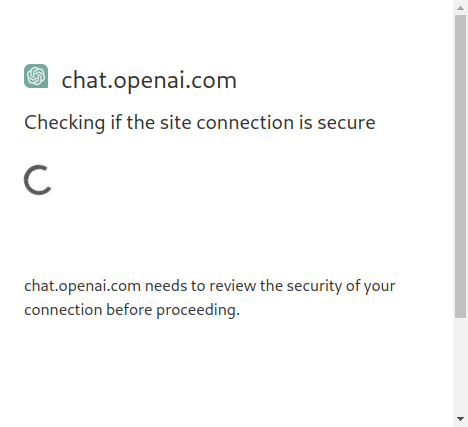 chat.openai.com
Checking if the site connection is secure
chat.openai.com needs to review the security of your
connection before proceeding.